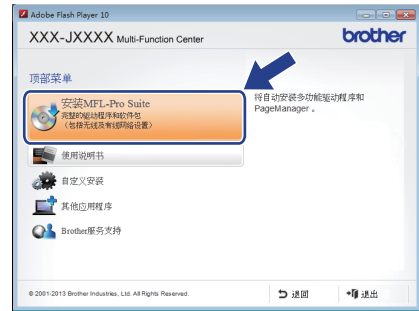 Adobe Flash Player 10
XXX-JXXXX Multi-Function Center
brother
顶部菜单
安装MFL-Pro Suite
完整的驱动程序和软件包
（包括无线及有线网络设置）
将自动安装多功能驱动程序和
PageManager 。
使用说明书
自定义安装
其他应用程序
Brother服务支持
© 2001-2013 Brother Industries, Ltd. All Rights Reserved.
退回
退出